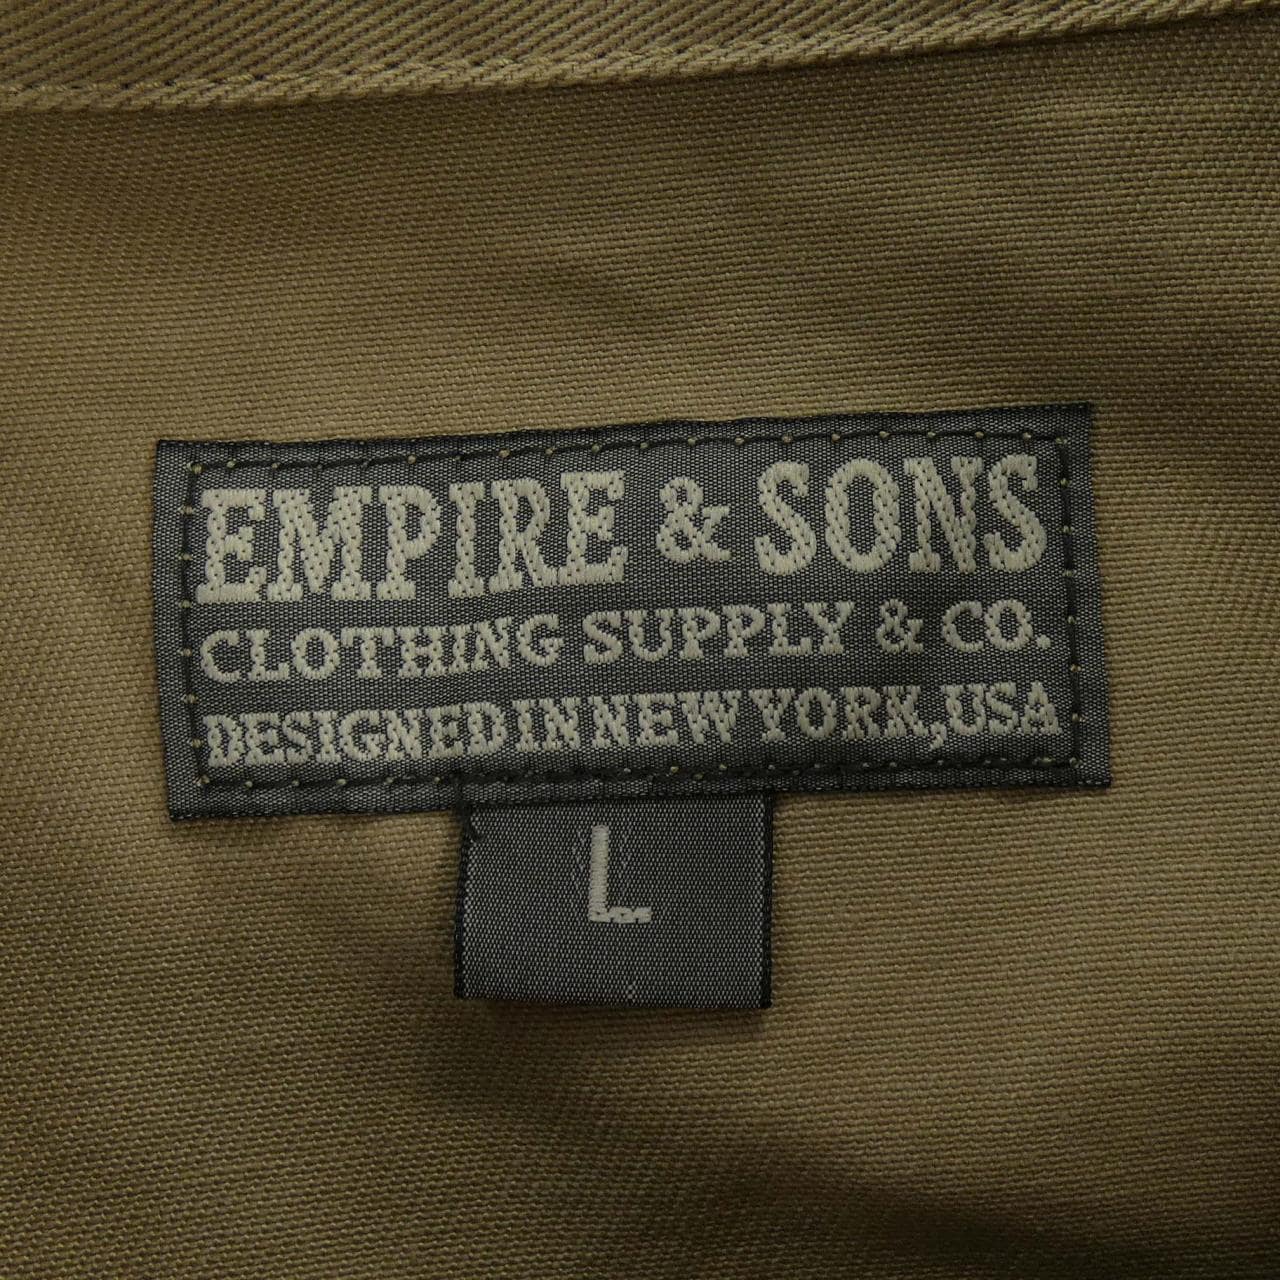 EMPIRE & SONS
CLOTHING SUPPLY & CO.
DESIGNED IN NEW YORK, USA
L